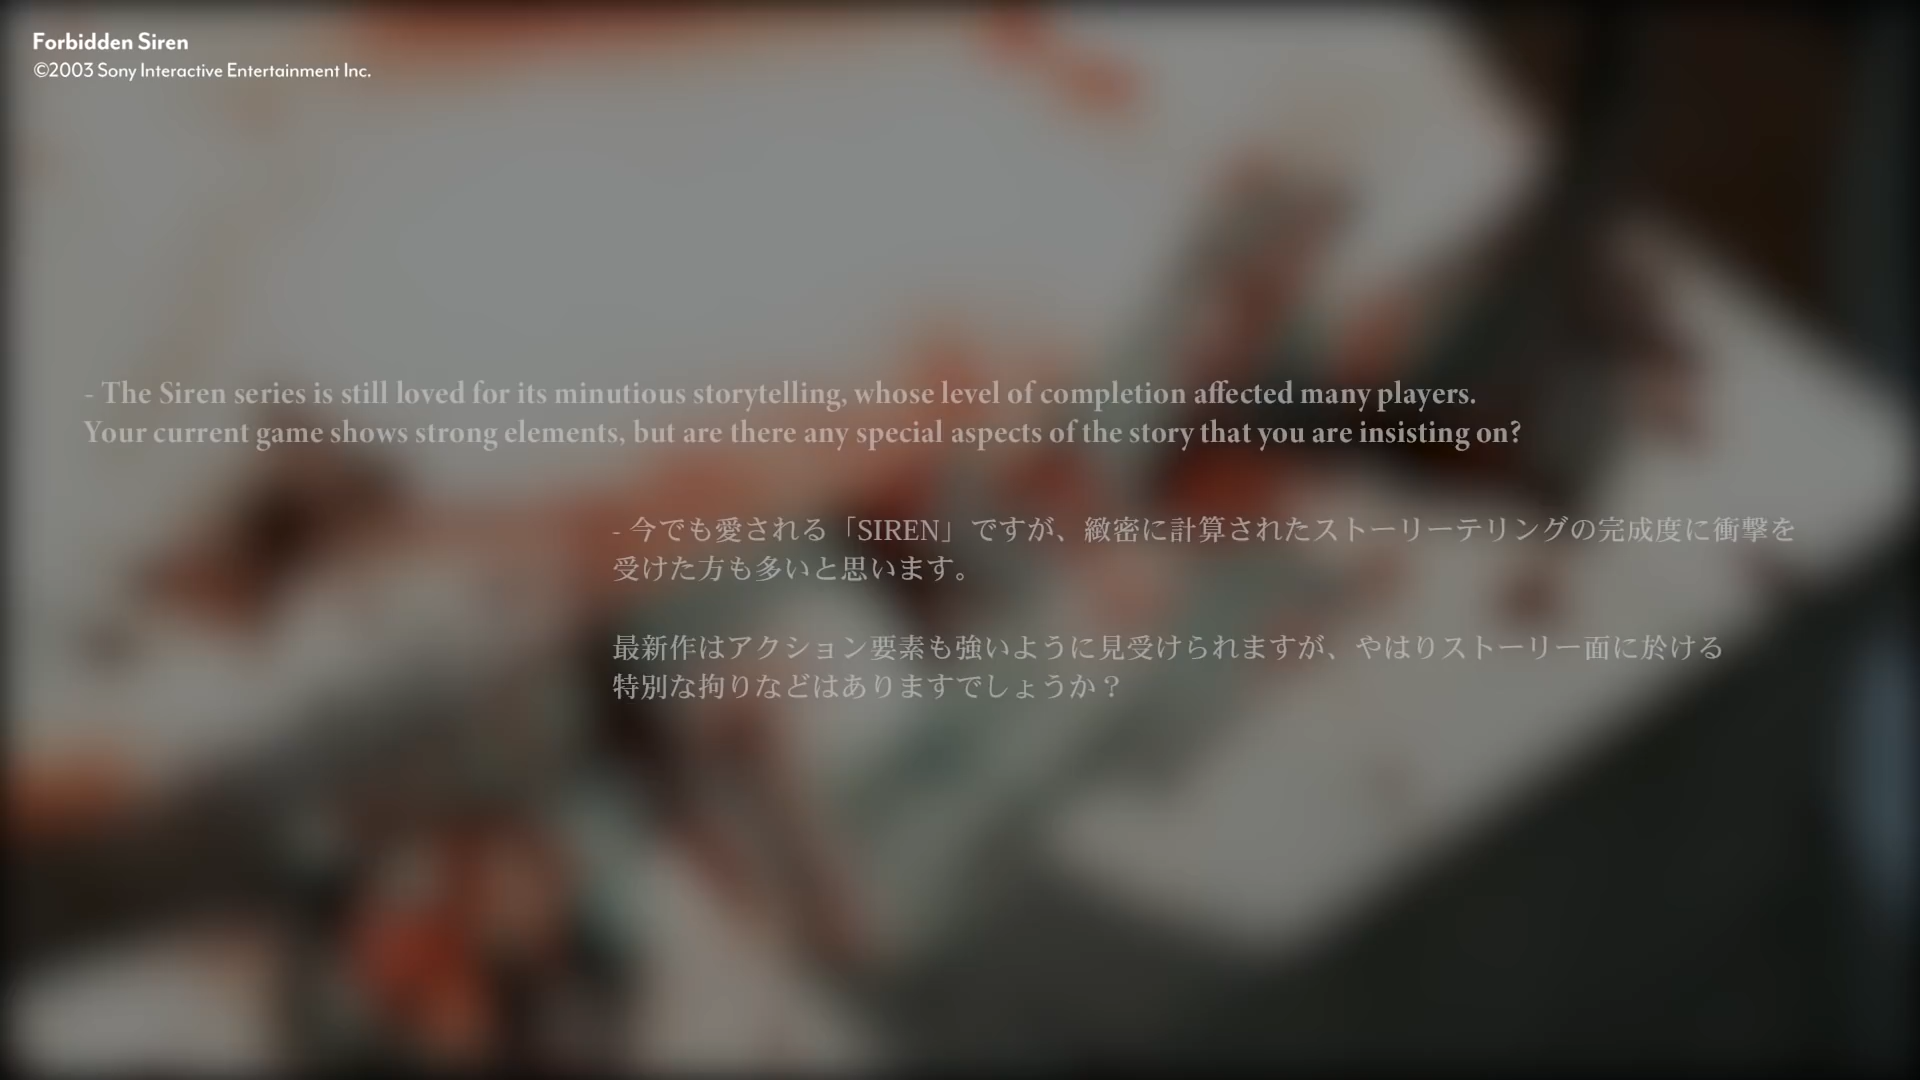 Forbidden Siren
©2003 Sony Interactive Entertainment Inc.
- The Siren series is still loved for its minutious storytelling, whose level of completion affected many players.
Your current game shows strong elements, but are there any special aspects of the story that you are insisting on?
- 今でも愛される「SIREN」ですが、緻密に計算されたストーリーテリングの完成度に衝撃を
受けた方も多いと思います。
最新作はアクション要素も強いように見受けられますが、やはりストーリー面に於ける
特別な拘りなどはありますでしょうか？